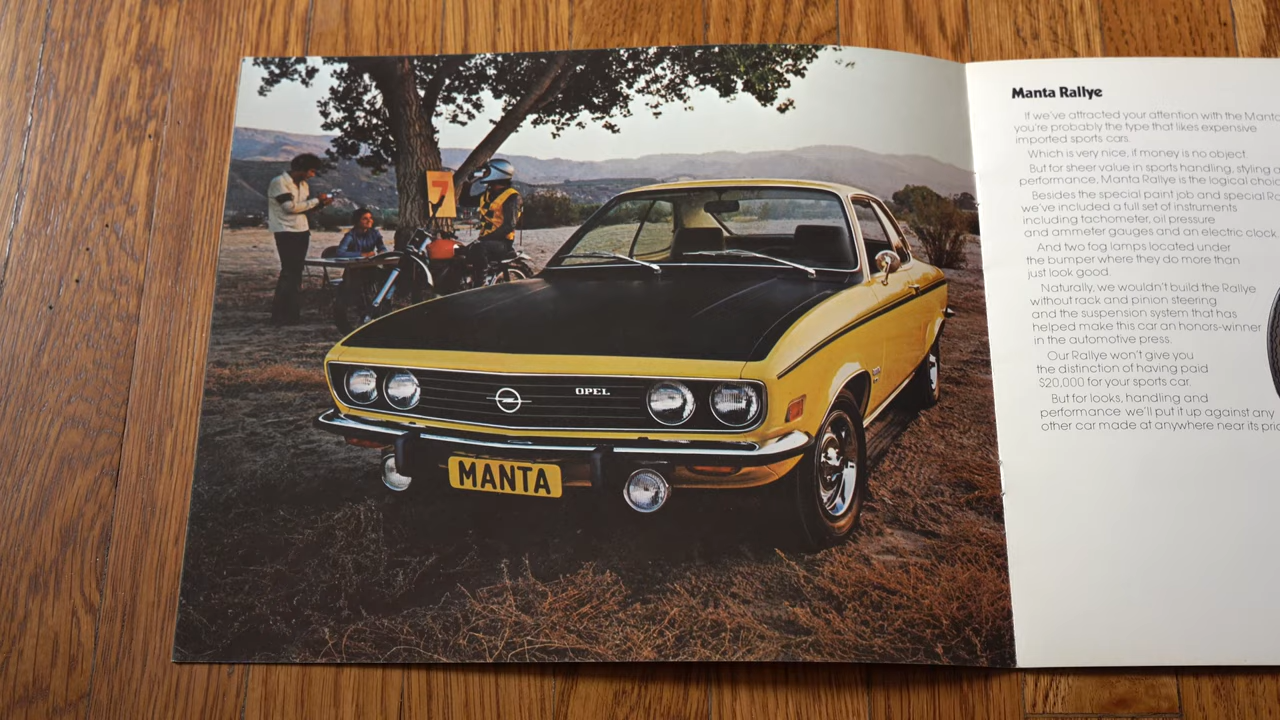 7
OPEL
MANTA
Manta Rallye
If we've attracted your attention with the Manta
you're probably the type that likes expensive
imported sports cars.
Which is very nice, if money is no object.
But for sheer value in sports handling, styling
performance, Manta Rallye is the logical
Besides the special paint job and special
we've included a full set of instruments
including tachometer, oil pressure
and ammeter gauges and an electric clock.
And two fog lamps located under
the bumper where they do more than
just look good.
Naturally, we wouldn't build the Rallye
without rack and pinion steering
and the suspension system that has
helped make this car an honors-winner
in the automotive press.
Our Rallye won't give you
the distinction of having paid
$20,000 for your sports car.
But for looks, handling and
performance we'll put it up against any
other car made at anywhere near its